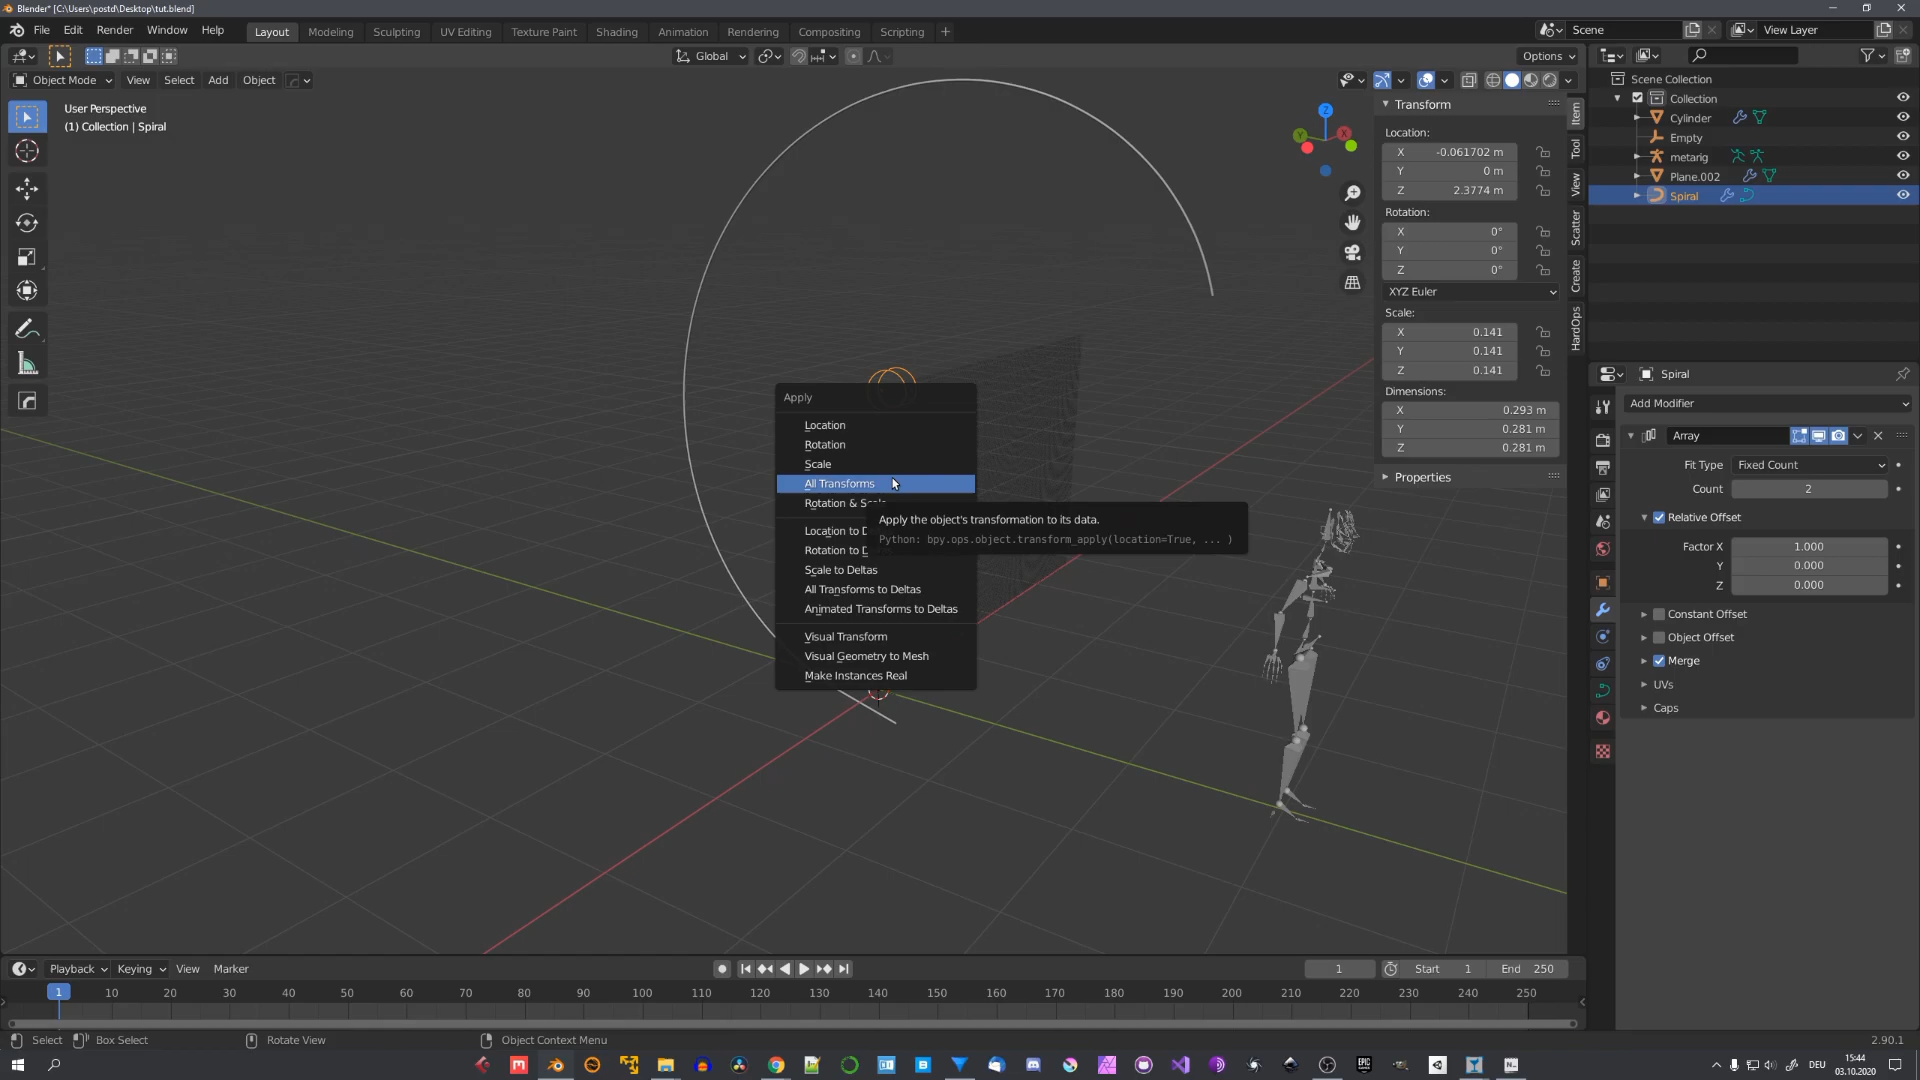 Blender* [C:\Users\postd\Desktop\tut.blend]
File Edit Render Window Help Layout Modeling Sculpting UV Editing Texture Paint Shading Animation Rendering Compositing Scripting + Scene View Layer
Global Options
Object Mode View Select Add Object
User Perspective
(1) Collection | Spiral
Z
Y
X
Transform
Location:
X -0.061702 m
Y 0 m
Z 2.3774 m
Rotation:
X 0°
Y 0°
Z 0°
XYZ Euler
Scale:
X 0.141
Y 0.141
Z 0.141
Dimensions:
X 0.293 m
Y 0.281 m
Z 0.281 m
Properties
Item
Tool
View
Scatter
Create
HardOps
Scene Collection
Collection
Cylinder
Empty
metarig
Plane.002
Spiral
Spiral
Add Modifier
Array
Fit Type Fixed Count
Count 2
Relative Offset
Factor X 1.000
Y 0.000
Z 0.000
Constant Offset
Object Offset
Merge
UVs
Caps
Apply
Location
Rotation
Scale
All Transforms
Rotation & Scale
Location to D
Rotation to D
Scale to Deltas
All Transforms to Deltas
Animated Transforms to Deltas
Visual Transform
Visual Geometry to Mesh
Make Instances Real
Apply the object's transformation to its data.
Python: bpy.ops.object.transform_apply(location=True, ... )
Playback Keying View Marker 1 Start 1 End 250
1 10 20 30 40 50 60 70 80 90 100 110 120 130 140 150 160 170 180 190 200 210 220 230 240 250
Select Box Select Rotate View Object Context Menu 2.90.1
DEU
15:44
03.10.2020